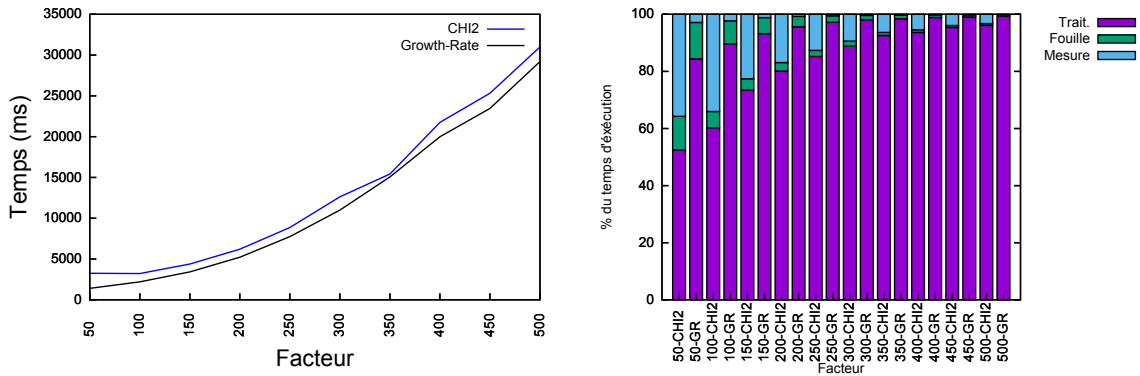 35000
30000
25000
20000
15000
10000
5000
0
Temps (ms)
CHI2
Growth-Rate
50
100
150
200
250
300
350
400
450
500
Facteur
100
80
60
40
20
0
% du temps d'éxécution
50-CHI2
50-GR
100-CHI2
100-GR
150-CHI2
150-GR
200-CHI2
200-GR
250-CHI2
250-GR
300-CHI2
300-GR
350-CHI2
350-GR
400-CHI2
400-GR
450-CHI2
450-GR
500-CHI2
500-GR
Facteur
Trait.
Fouille
Mesure